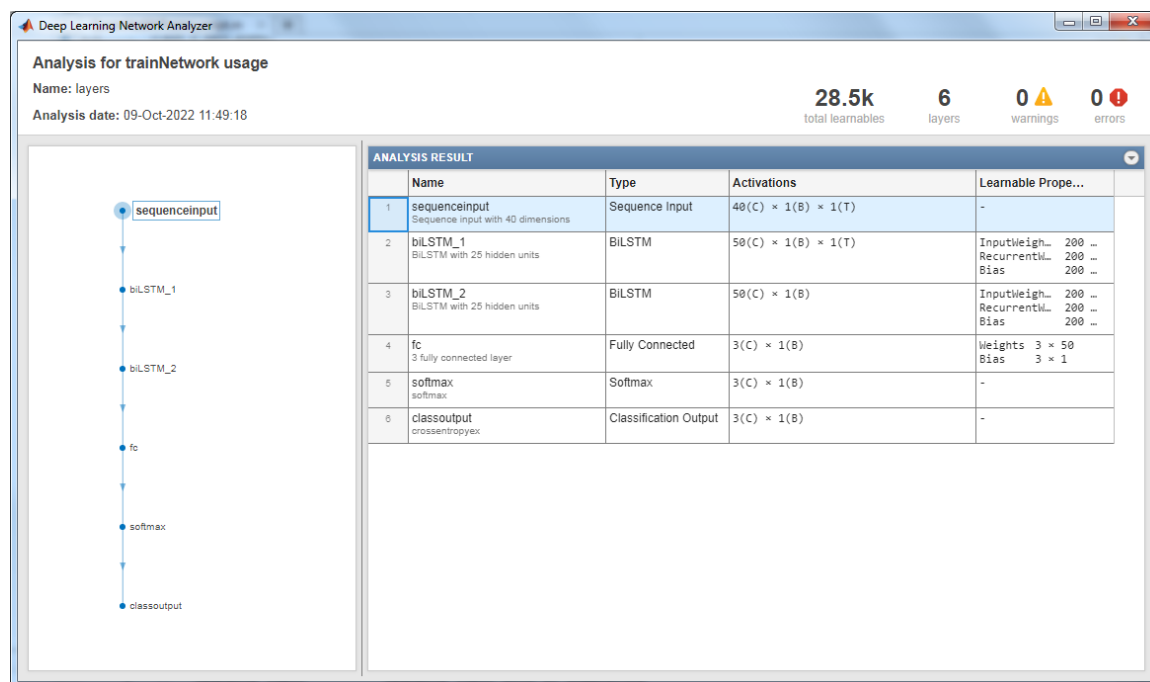 Deep Learning Network Analyzer
Analysis for trainNetwork usage
Name: layers
Analysis date: 09-Oct-2022 11:49:18
28.5k
total learnables
6
layers
0
warnings
0
errors
sequenceinput
biLSTM_1
biLSTM_2
fc
softmax
classoutput
ANALYSIS RESULT
Name Type Activations Learnable Prope...
1 sequenceinput Sequence Input 40(C) × 1(B) × 1(T) -
Sequence input with 40 dimensions
2 biLSTM_1 BiLSTM 50(C) × 1(B) × 1(T) InputWeigh… 200 …
BiLSTM with 25 hidden units RecurrentW… 200 …
Bias 200 …
3 biLSTM_2 BiLSTM 50(C) × 1(B) InputWeigh… 200 …
BiLSTM with 25 hidden units RecurrentW… 200 …
Bias 200 …
4 fc Fully Connected 3(C) × 1(B) Weights 3 × 50
3 fully connected layer Bias 3 × 1
5 softmax Softmax 3(C) × 1(B) -
softmax
6 classoutput Classification Output 3(C) × 1(B) -
crossentropyex